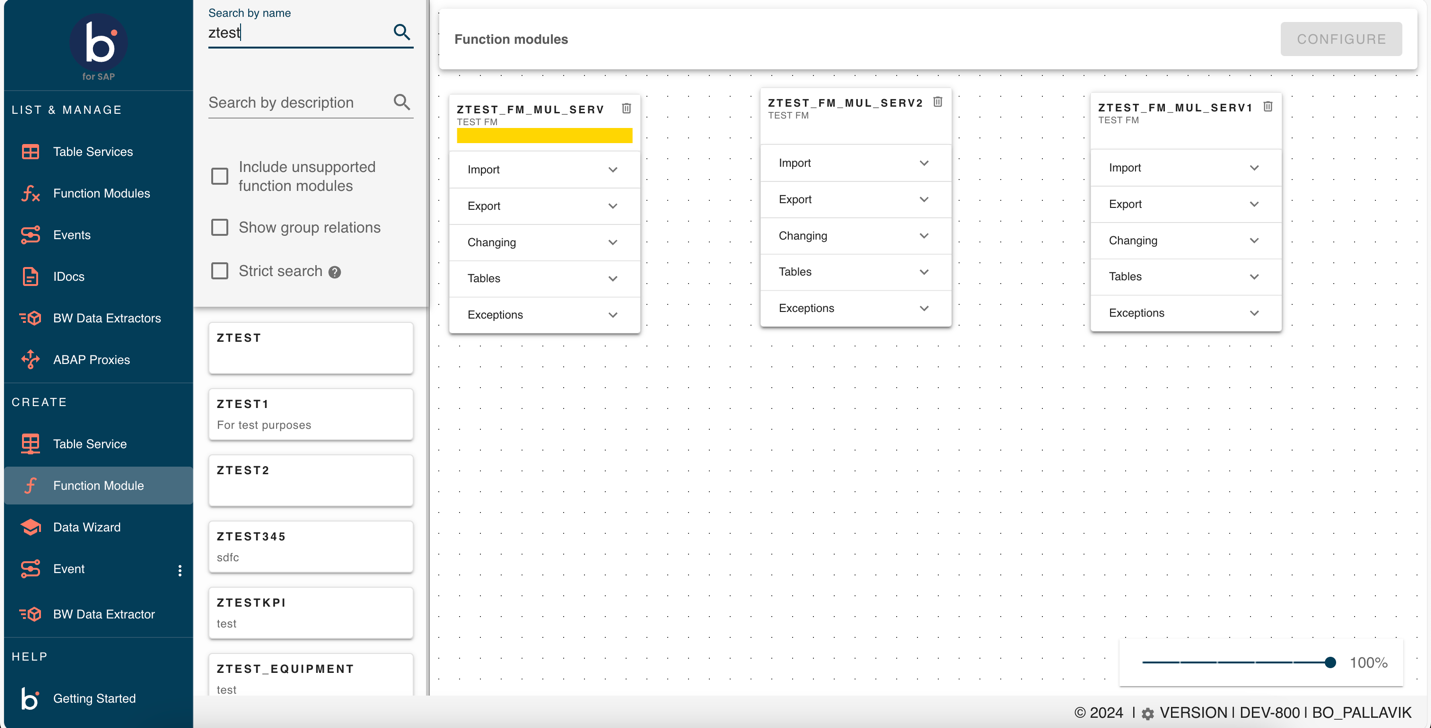 b
for SAP
LIST & MANAGE
Table Services
Function Modules
Events
IDocs
BW Data Extractors
ABAP Proxies
CREATE
Table Service
Function Module
Data Wizard
Event
BW Data Extractor
HELP
Getting Started
Search by name
ztest
Search by description
Include unsupported
function modules
Show group relations
Strict search
ZTEST
ZTEST1
For test purposes
ZTEST2
ZTEST345
sdfc
ZTESTKPI
test
ZTEST_EQUIPMENT
test
Function modules
CONFIGURE
ZTEST_FM_MUL_SERV
TEST FM
Import
Export
Changing
Tables
Exceptions
ZTEST_FM_MUL_SERV2
TEST FM
Import
Export
Changing
Tables
Exceptions
ZTEST_FM_MUL_SERV1
TEST FM
Import
Export
Changing
Tables
Exceptions
100%
© 2024 | VERSION | DEV-800 | BO_PALLAVIK